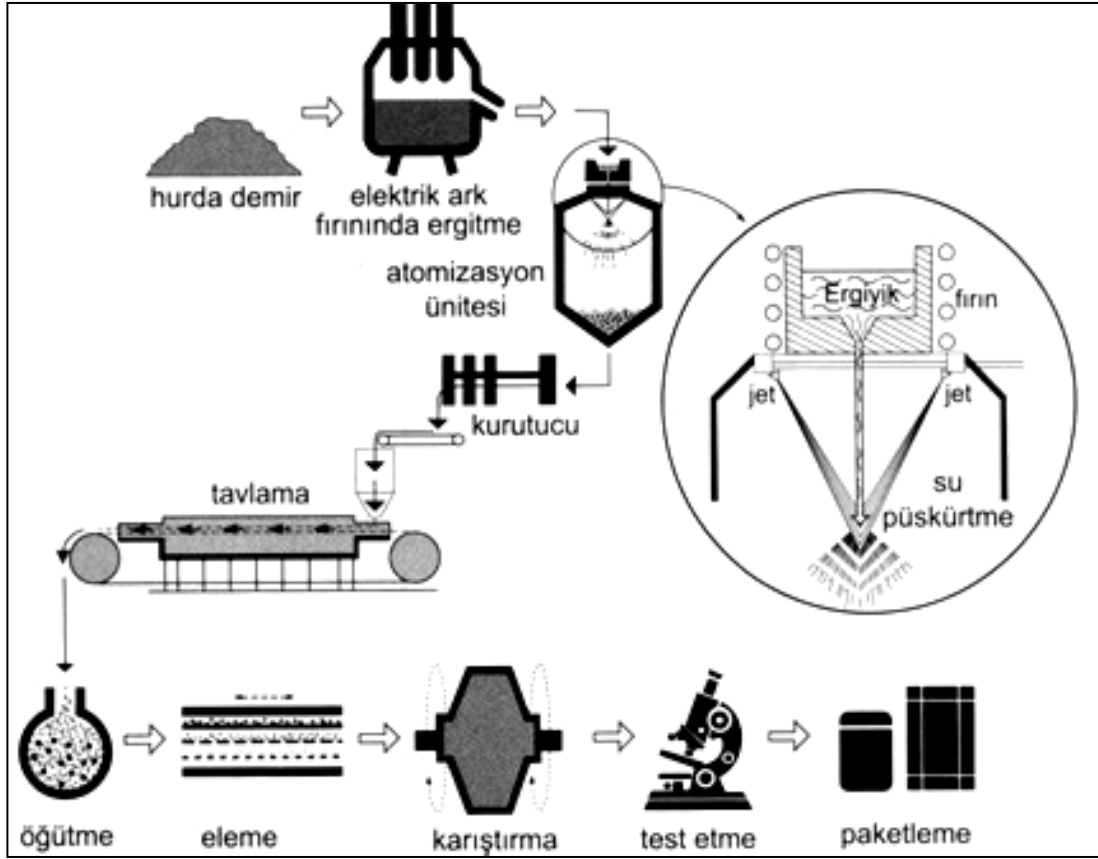 hurda demir
elektrik ark
fırınında ergitme
atomizasyon
ünitesi
Ergiyik
fırın
jet
jet
su
püskürtme
kurutucu
tavlama
öğütme
eleme
karıştırma
test etme
paketleme